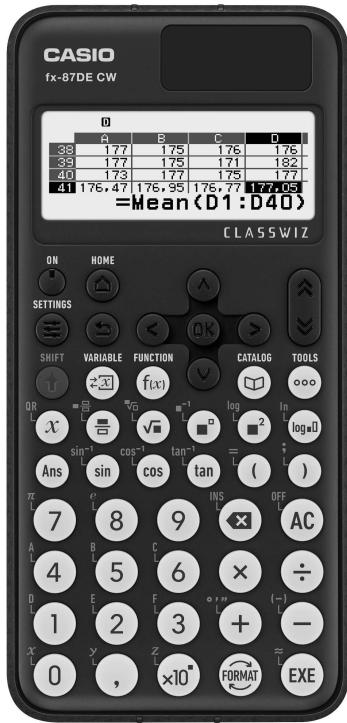 CASIO
fx-87DE CW
D
A B C D
38 177 175 176 176
39 177 175 171 182
40 173 177 175 177
41 176,47 176,95 176,77 177,05
=Mean(D1:D40)
CLASSWIZ
ON HOME
SETTINGS
OK
SHIFT VARIABLE FUNCTION CATALOG TOOLS
x f(x)
QR log ln
x log
sin⁻¹ cos⁻¹ tan⁻¹ = ;
Ans sin cos tan ( )
π e INS OFF
7 8 9 AC
A B C
4 5 6 × ÷
D E F ° ′ ″ (−)
1 2 3 + −
x y z ≈
0 , ×10 FORMAT EXE